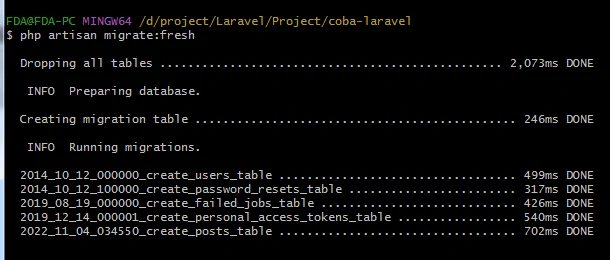 FDA@FDA-PC MINGW64 /d/project/Laravel/Project/coba-laravel
$ php artisan migrate:fresh
Dropping all tables ................................................... 2,073ms DONE
INFO  Preparing database.
Creating migration table ................................................ 246ms DONE
INFO  Running migrations.
2014_10_12_000000_create_users_table .................................... 499ms DONE
2014_10_12_100000_create_password_resets_table .......................... 317ms DONE
2019_08_19_000000_create_failed_jobs_table .............................. 426ms DONE
2019_12_14_000001_create_personal_access_tokens_table ................... 540ms DONE
2022_11_04_034550_create_posts_table .................................... 702ms DONE